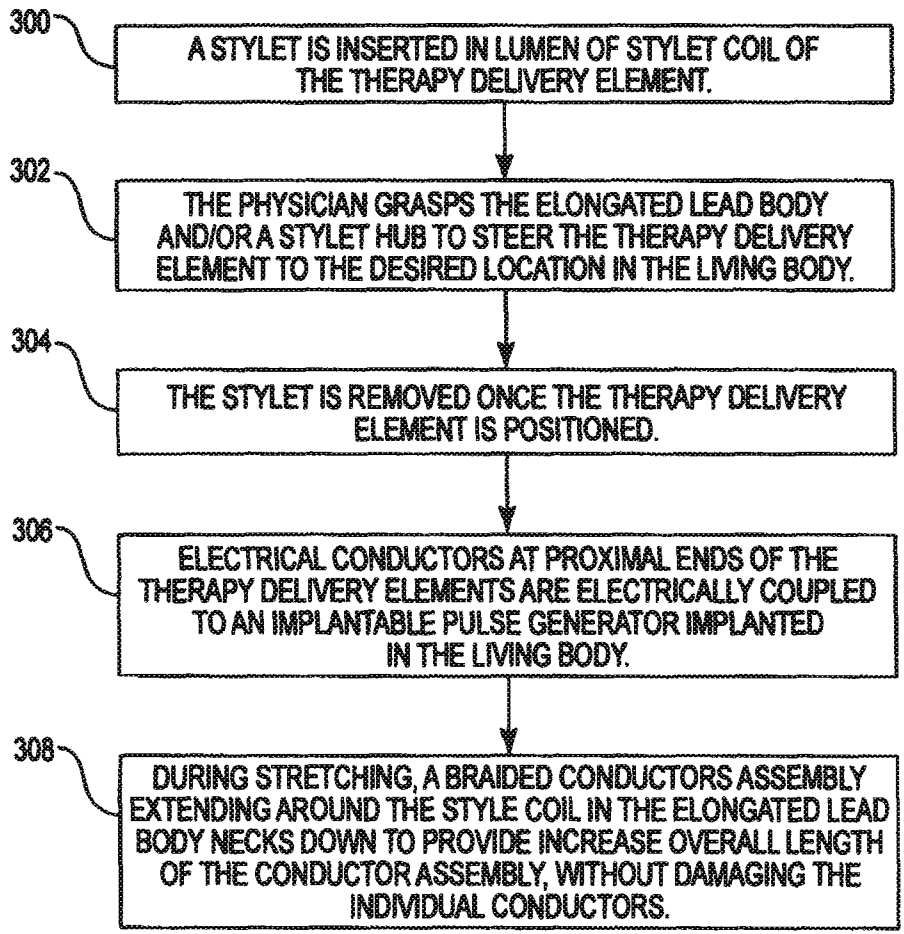 300
A STYLET IS INSERTED IN LUMEN OF STYLET COIL OF
THE THERAPY DELIVERY ELEMENT.
302
THE PHYSICIAN GRASPS THE ELONGATED LEAD BODY
AND/OR A STYLET HUB TO STEER THE THERAPY DELIVERY
ELEMENT TO THE DESIRED LOCATION IN THE LIVING BODY.
304
THE STYLET IS REMOVED ONCE THE THERAPY DELIVERY
ELEMENT IS POSITIONED.
306
ELECTRICAL CONDUCTORS AT PROXIMAL ENDS OF THE
THERAPY DELIVERY ELEMENTS ARE ELECTRICALLY COUPLED
TO AN IMPLANTABLE PULSE GENERATOR IMPLANTED
IN THE LIVING BODY.
308
DURING STRETCHING, A BRAIDED CONDUCTORS ASSEMBLY
EXTENDING AROUND THE STYLE COIL IN THE ELONGATED LEAD
BODY NECKS DOWN TO PROVIDE INCREASE OVERALL LENGTH
OF THE CONDUCTOR ASSEMBLY, WITHOUT DAMAGING THE
INDIVIDUAL CONDUCTORS.